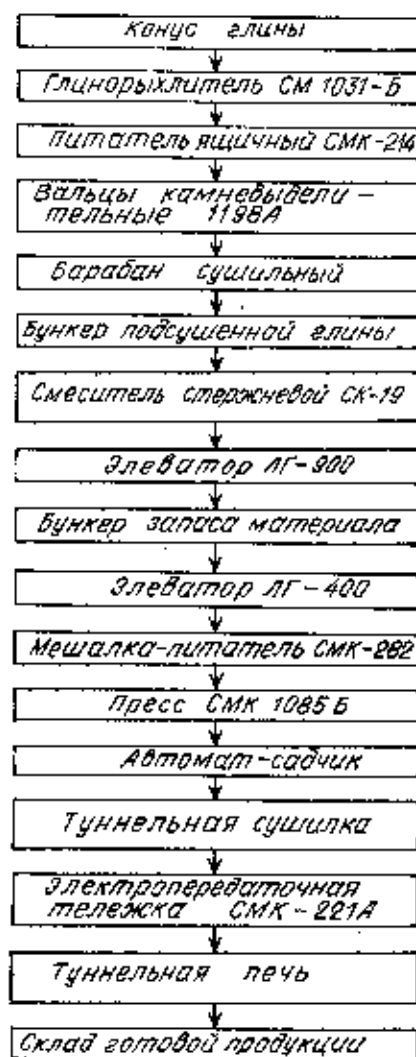 Конус глины
Глинорыхлитель СМ 1031-Б
Питатель ящичный СМК-214
Вальцы камневыдели-
тельные 1198А
Барабан сушильный
Бункер подсушенной глины
Смеситель стержневой СК-19
Элеватор ЛГ-900
Бункер запаса материала
Элеватор ЛГ-400
Мешалка-питатель СМК-282
Пресс СМК 1085 Б
Автомат-садчик
Туннельная сушилка
Электропередаточная
тележка СМК-221А
Туннельная печь
Склад готовой продукции